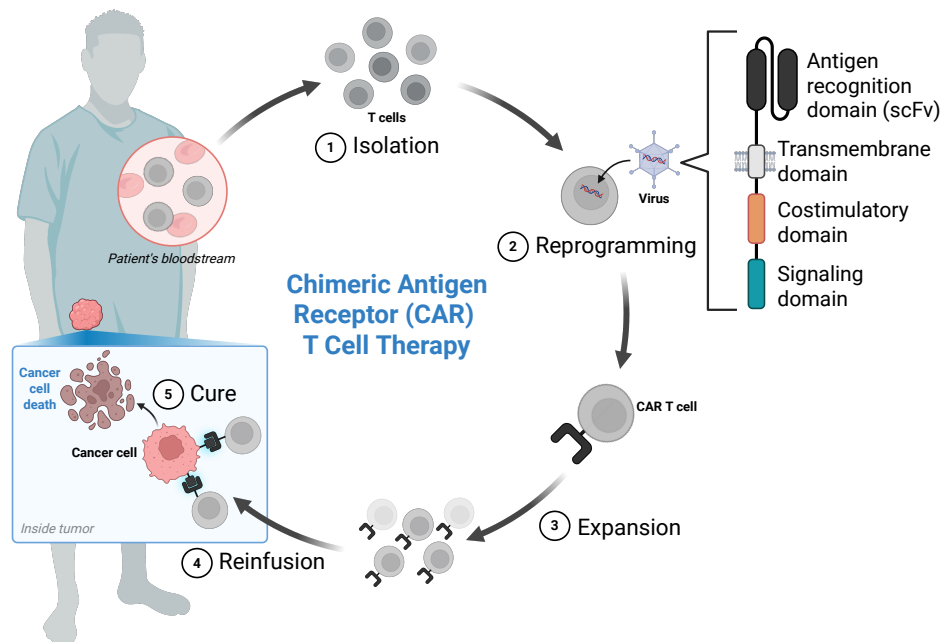 T cells
1 Isolation
Patient's bloodstream
Virus
2 Reprogramming
Antigen
recognition
domain (scFv)
Transmembrane
domain
Costimulatory
domain
Signaling
domain
Chimeric Antigen
Receptor (CAR)
T Cell Therapy
CAR T cell
3 Expansion
4 Reinfusion
5 Cure
Cancer
cell
death
Cancer cell
Inside tumor